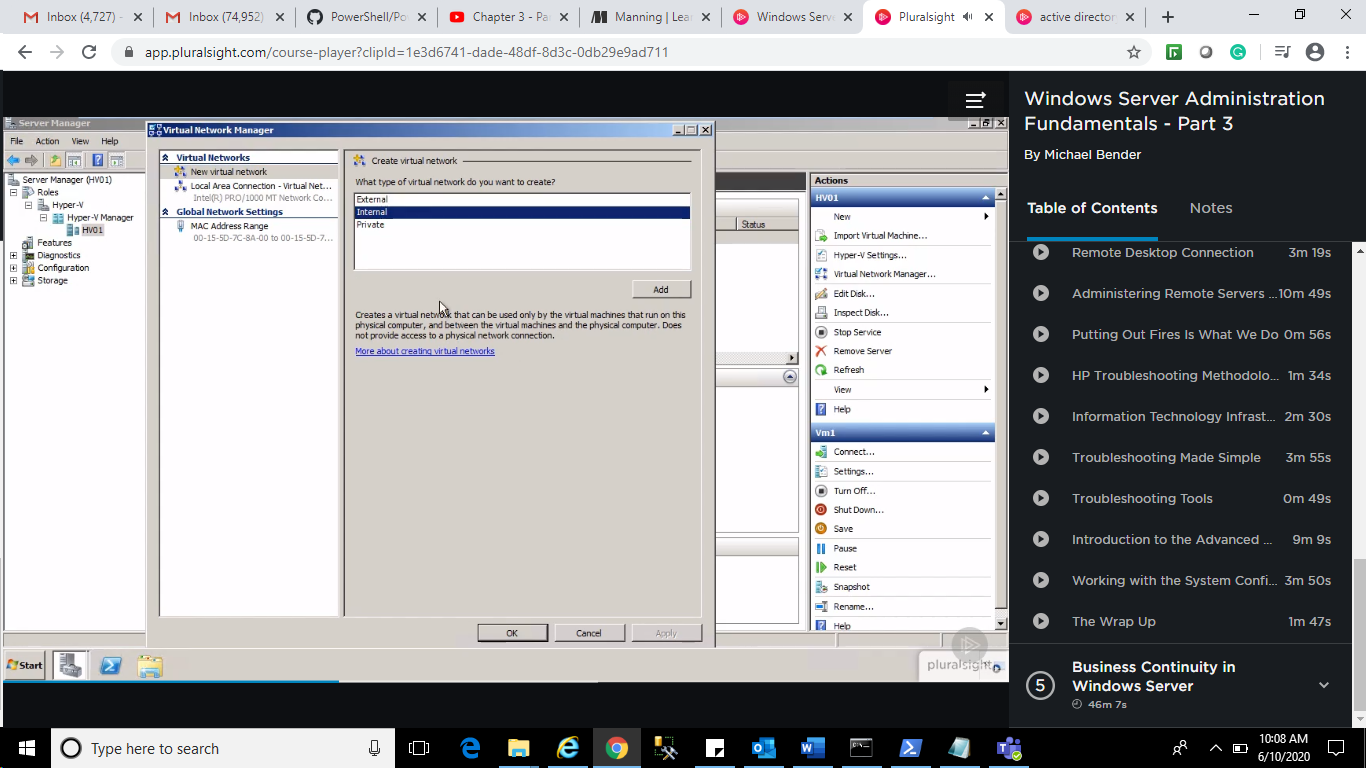 Inbox (4,727) -
Inbox (74,952)
PowerShell/Po
Chapter 3 - Pa
Manning | Lea
Windows Serv
Pluralsight
active director
app.pluralsight.com/course-player?clipId=1e3d6741-dade-48df-8d3c-0db29e9ad711
Server Manager
File Action View Help
Server Manager (HV01)
Roles
Hyper-V
Hyper-V Manager
HV01
Features
Diagnostics
Configuration
Storage
Virtual Network Manager
Virtual Networks
New virtual network
Local Area Connection - Virtual Net...
Intel(R) PRO/1000 MT Network Co...
Global Network Settings
MAC Address Range
00-15-5D-7C-8A-00 to 00-15-5D-7...
Create virtual network
What type of virtual network do you want to create?
External
Internal
Private
Add
Creates a virtual network that can be used only by the virtual machines that run on this
physical computer, and between the virtual machines and the physical computer. Does
not provide access to a physical network connection.
More about creating virtual networks
OK
Cancel
Apply
Status
Actions
HV01
New
Import Virtual Machine...
Hyper-V Settings...
Virtual Network Manager...
Edit Disk...
Inspect Disk...
Stop Service
Remove Server
Refresh
View
Help
Vm1
Connect...
Settings...
Turn Off...
Shut Down...
Save
Pause
Reset
Snapshot
Rename...
Help
Start
pluralsight
Windows Server Administration
Fundamentals - Part 3
By Michael Bender
Table of Contents
Notes
Remote Desktop Connection 3m 19s
Administering Remote Servers ... 10m 49s
Putting Out Fires Is What We Do 0m 56s
HP Troubleshooting Methodolo... 1m 34s
Information Technology Infrast... 2m 30s
Troubleshooting Made Simple 3m 55s
Troubleshooting Tools 0m 49s
Introduction to the Advanced ... 9m 9s
Working with the System Confi... 3m 50s
The Wrap Up 1m 47s
5
Business Continuity in
Windows Server
46m 7s
Type here to search
10:08 AM
6/10/2020